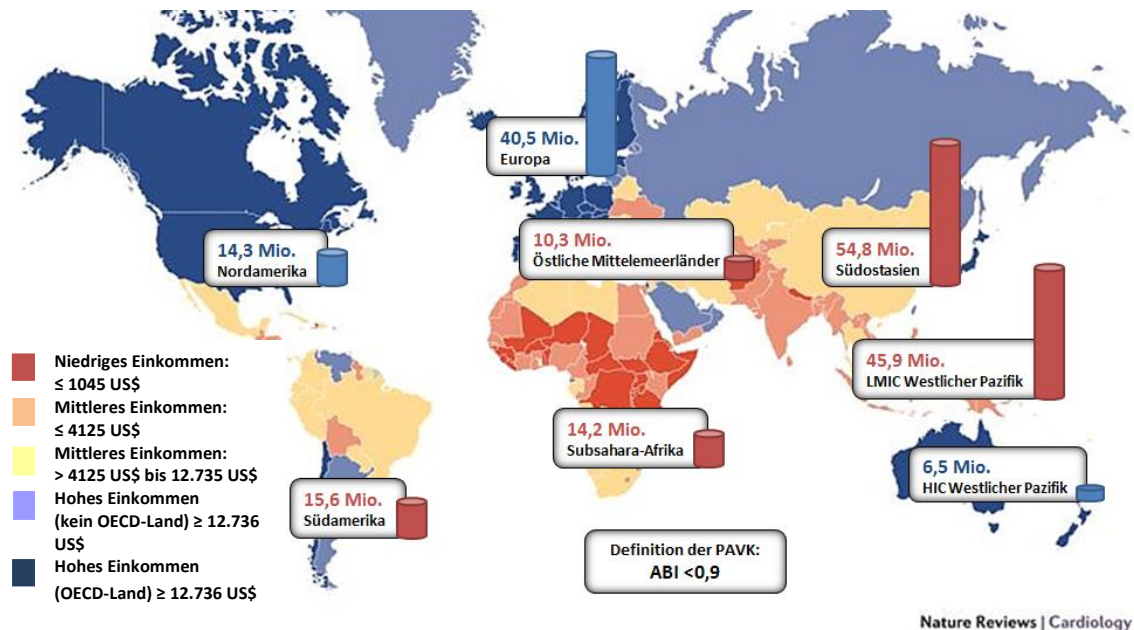 40,5 Mio.
Europa
14,3 Mio.
Nordamerika
10,3 Mio.
Östliche Mittelemeerländer
54,8 Mio.
Südostasien
45,9 Mio.
LMIC Westlicher Pazifik
14,2 Mio.
Subsahara-Afrika
6,5 Mio.
HIC Westlicher Pazifik
15,6 Mio.
Südamerika
Niedriges Einkommen:
≤ 1045 US$
Mittleres Einkommen:
≤ 4125 US$
Mittleres Einkommen:
> 4125 US$ bis 12.735 US$
Hohes Einkommen
(kein OECD-Land) ≥ 12.736
US$
Hohes Einkommen
(OECD-Land) ≥ 12.736 US$
Definition der PAVK:
ABI <0,9
Nature Reviews | Cardiology